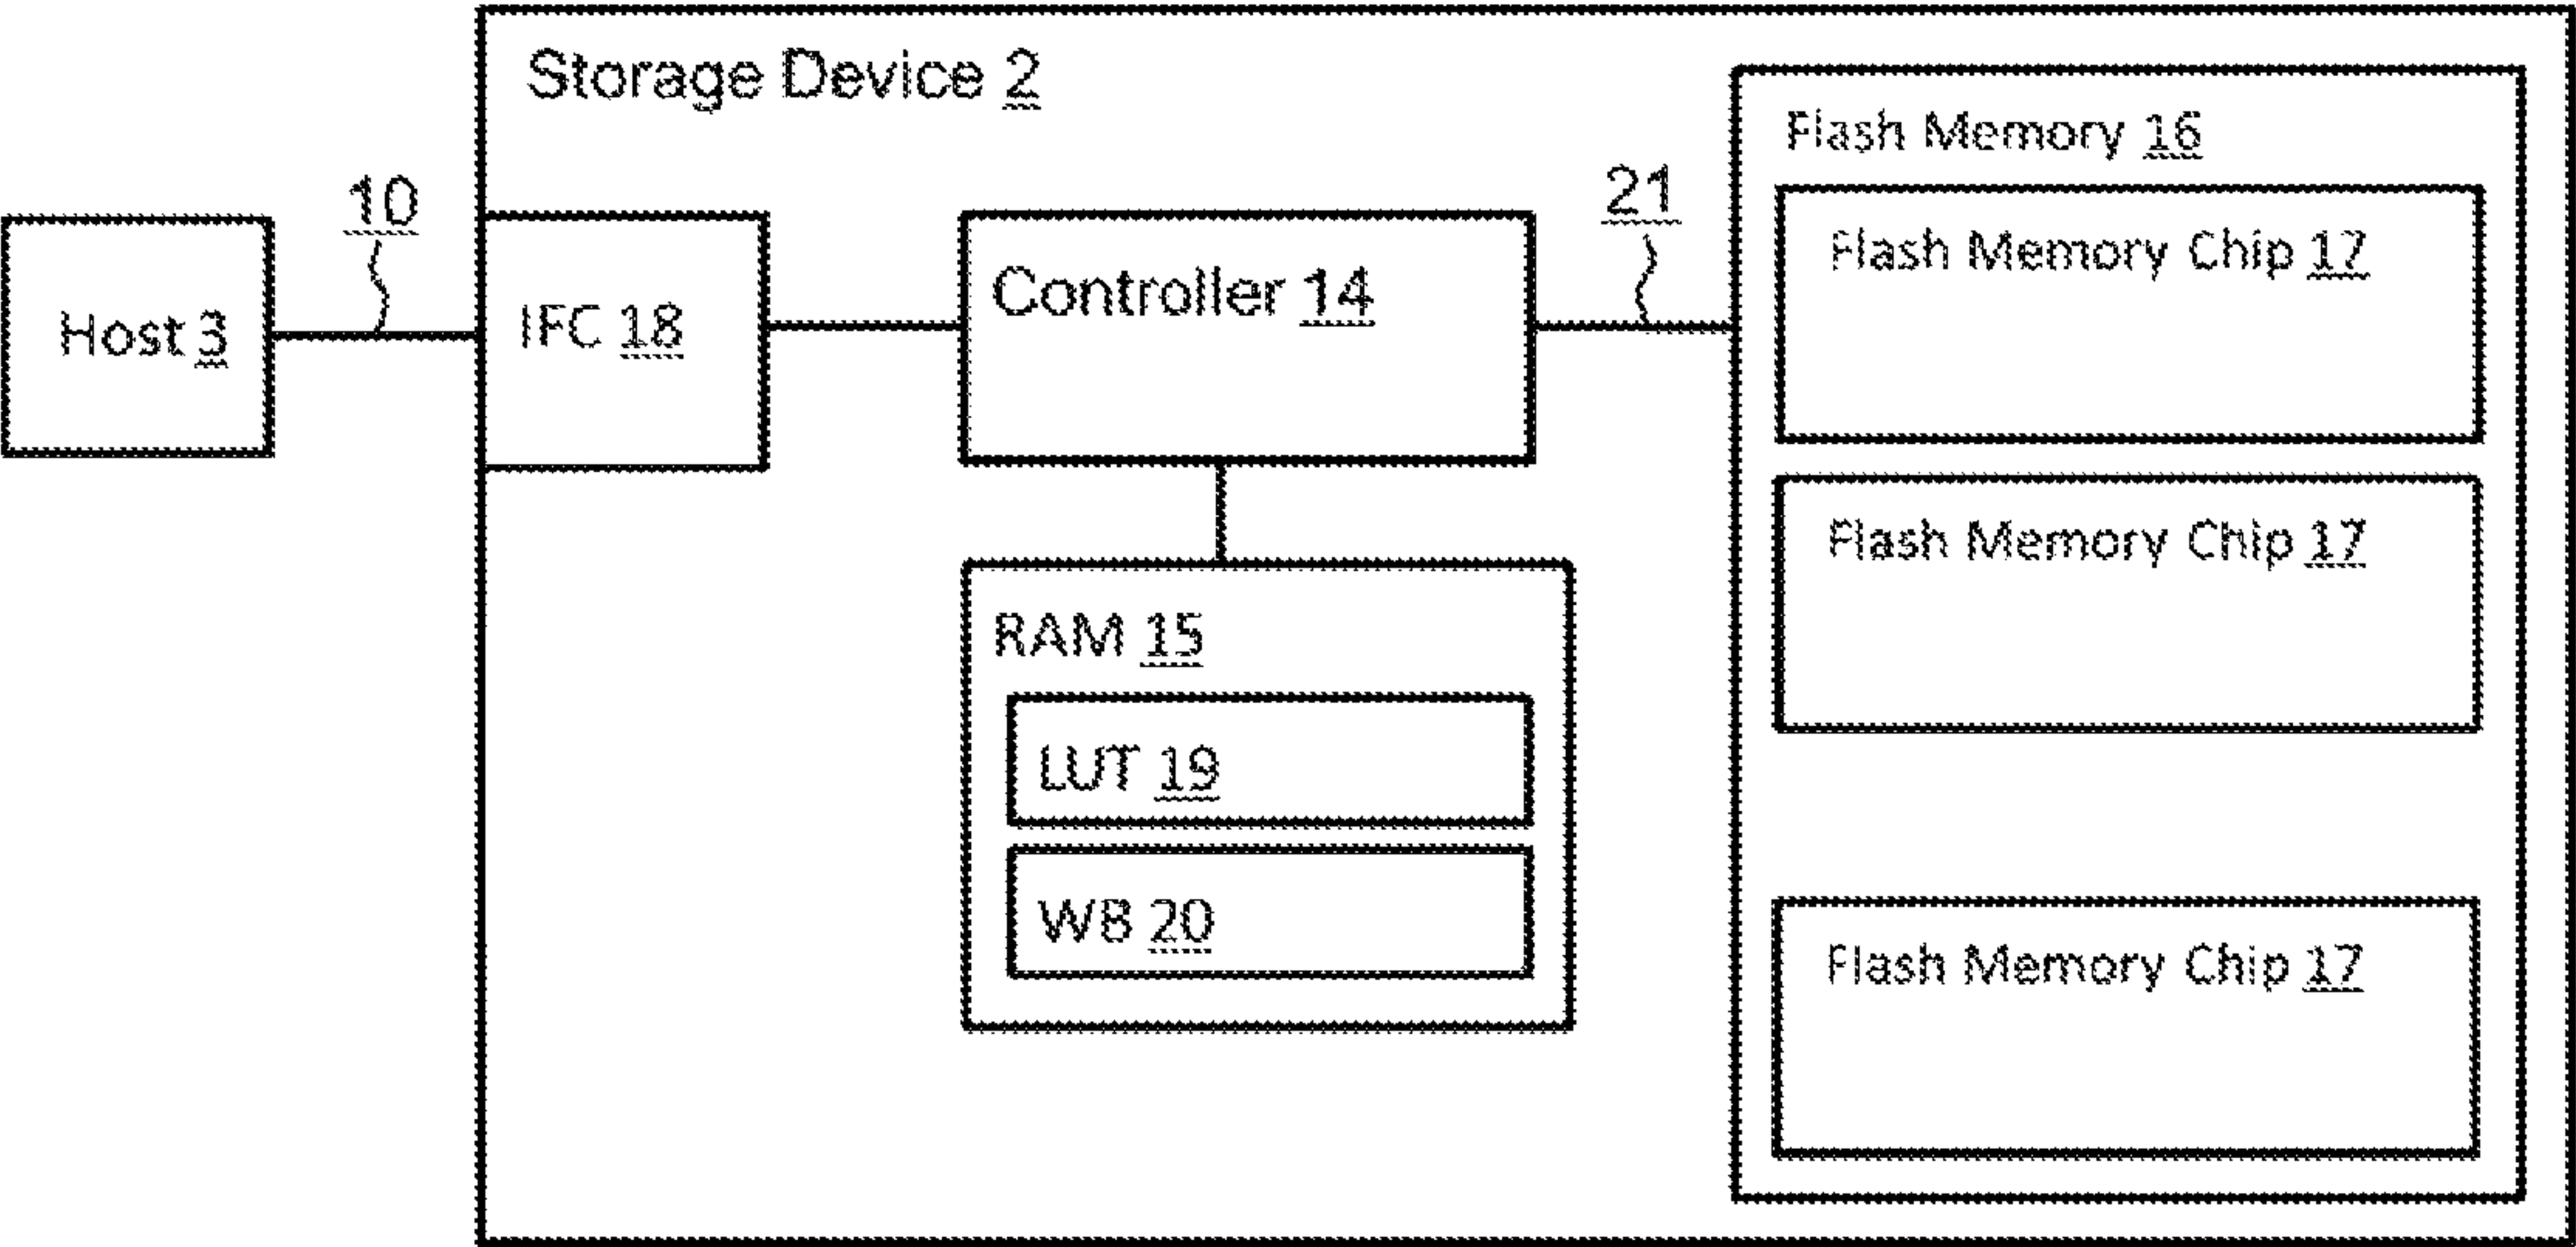 Storage Device 2
10
Host 3
IFC 18
Controller 14
21
RAM 15
LUT 19
WB 20
Flash Memory 16
Flash Memory Chip 17
Flash Memory Chip 17
Flash Memory Chip 17